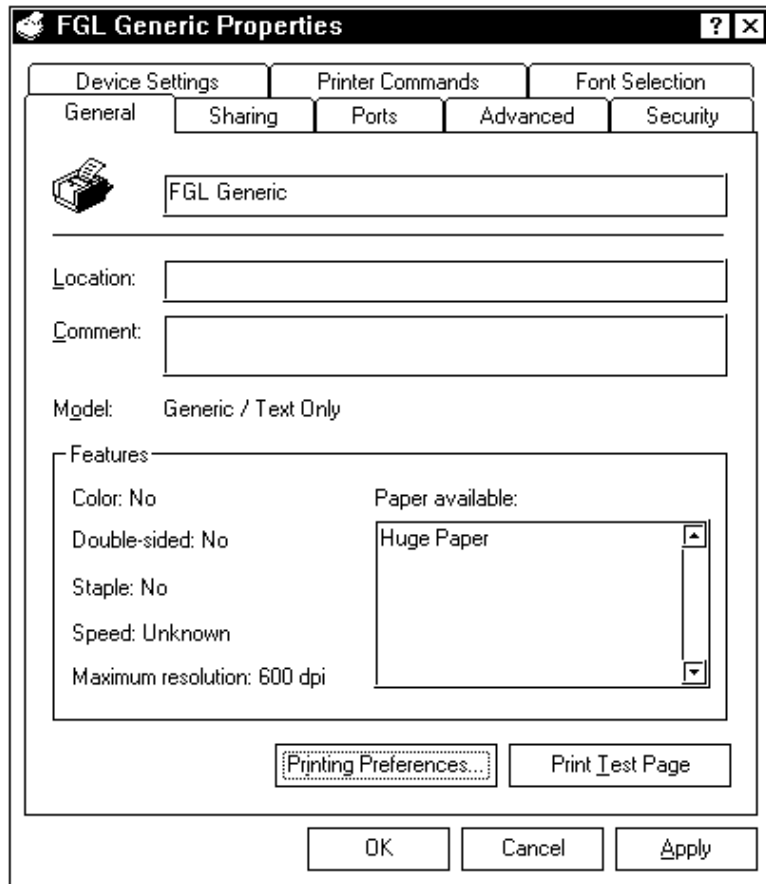 FGL Generic Properties ? X
Device Settings Printer Commands Font Selection
General Sharing Ports Advanced Security
FGL Generic
Location:
Comment:
Model: Generic / Text Only
Features
Color: No Paper available:
Double-sided: No Huge Paper
Staple: No
Speed: Unknown
Maximum resolution: 600 dpi
Printing Preferences... Print Test Page
OK Cancel Apply